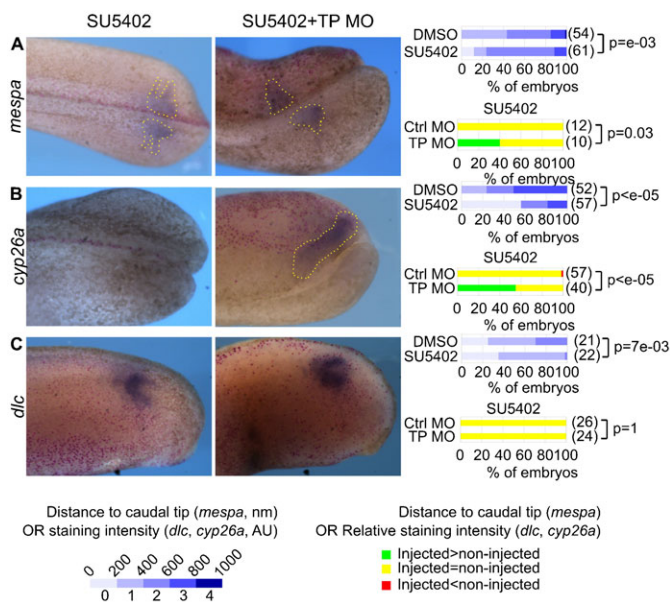 SU5402 SU5402+TP MO
A
mespa
DMSO (54)
SU5402 (61)
p=e-03
0 20 40 60 80100
% of embryos
SU5402
Ctrl MO (12)
TP MO (10)
p=0.03
0 20 40 60 80100
% of embryos
B
cyp26a
DMSO (52)
SU5402 (57)
p<e-05
0 20 40 60 80100
% of embryos
SU5402
Ctrl MO (57)
TP MO (40)
p<e-05
0 20 40 60 80100
% of embryos
C
dlc
DMSO (21)
SU5402 (22)
p=7e-03
0 20 40 60 80100
% of embryos
SU5402
Ctrl MO (26)
TP MO (24)
p=1
0 20 40 60 80100
% of embryos
Distance to caudal tip (mespa, nm)
OR staining intensity (dlc, cyp26a, AU)
0 200 400 600 800 1000
0 1 2 3 4
Distance to caudal tip (mespa)
OR Relative staining intensity (dlc, cyp26a)
Injected>non-injected
Injected=non-injected
Injected<non-injected